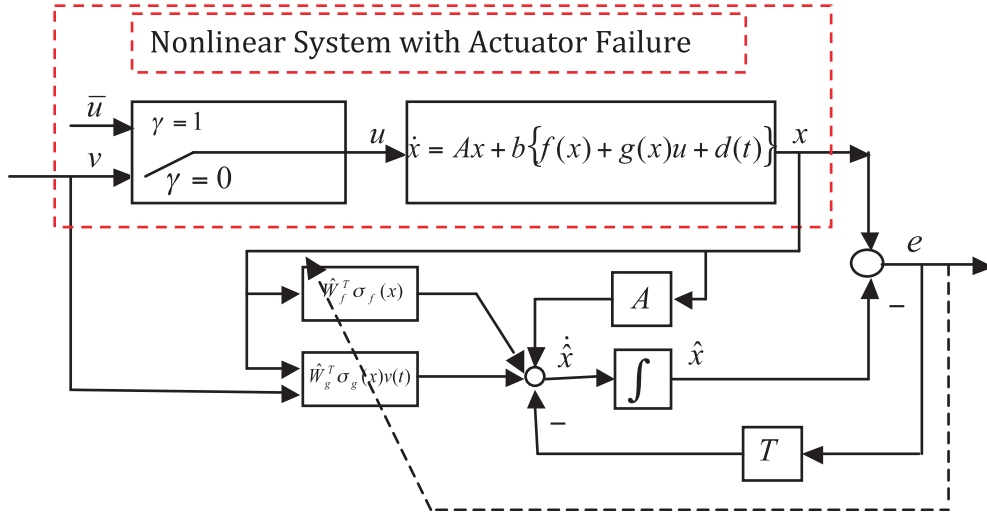 Nonlinear System with Actuator Failure
u̅
γ = 1
v
γ = 0
u
ẋ = Ax + b{f(x) + g(x)u + d(t)}
x
e
−
Ŵ_f^T σ_f(x)
A
Ŵ_g^T σ_g(x)v(t)
x̂̇
∫
x̂
−
T